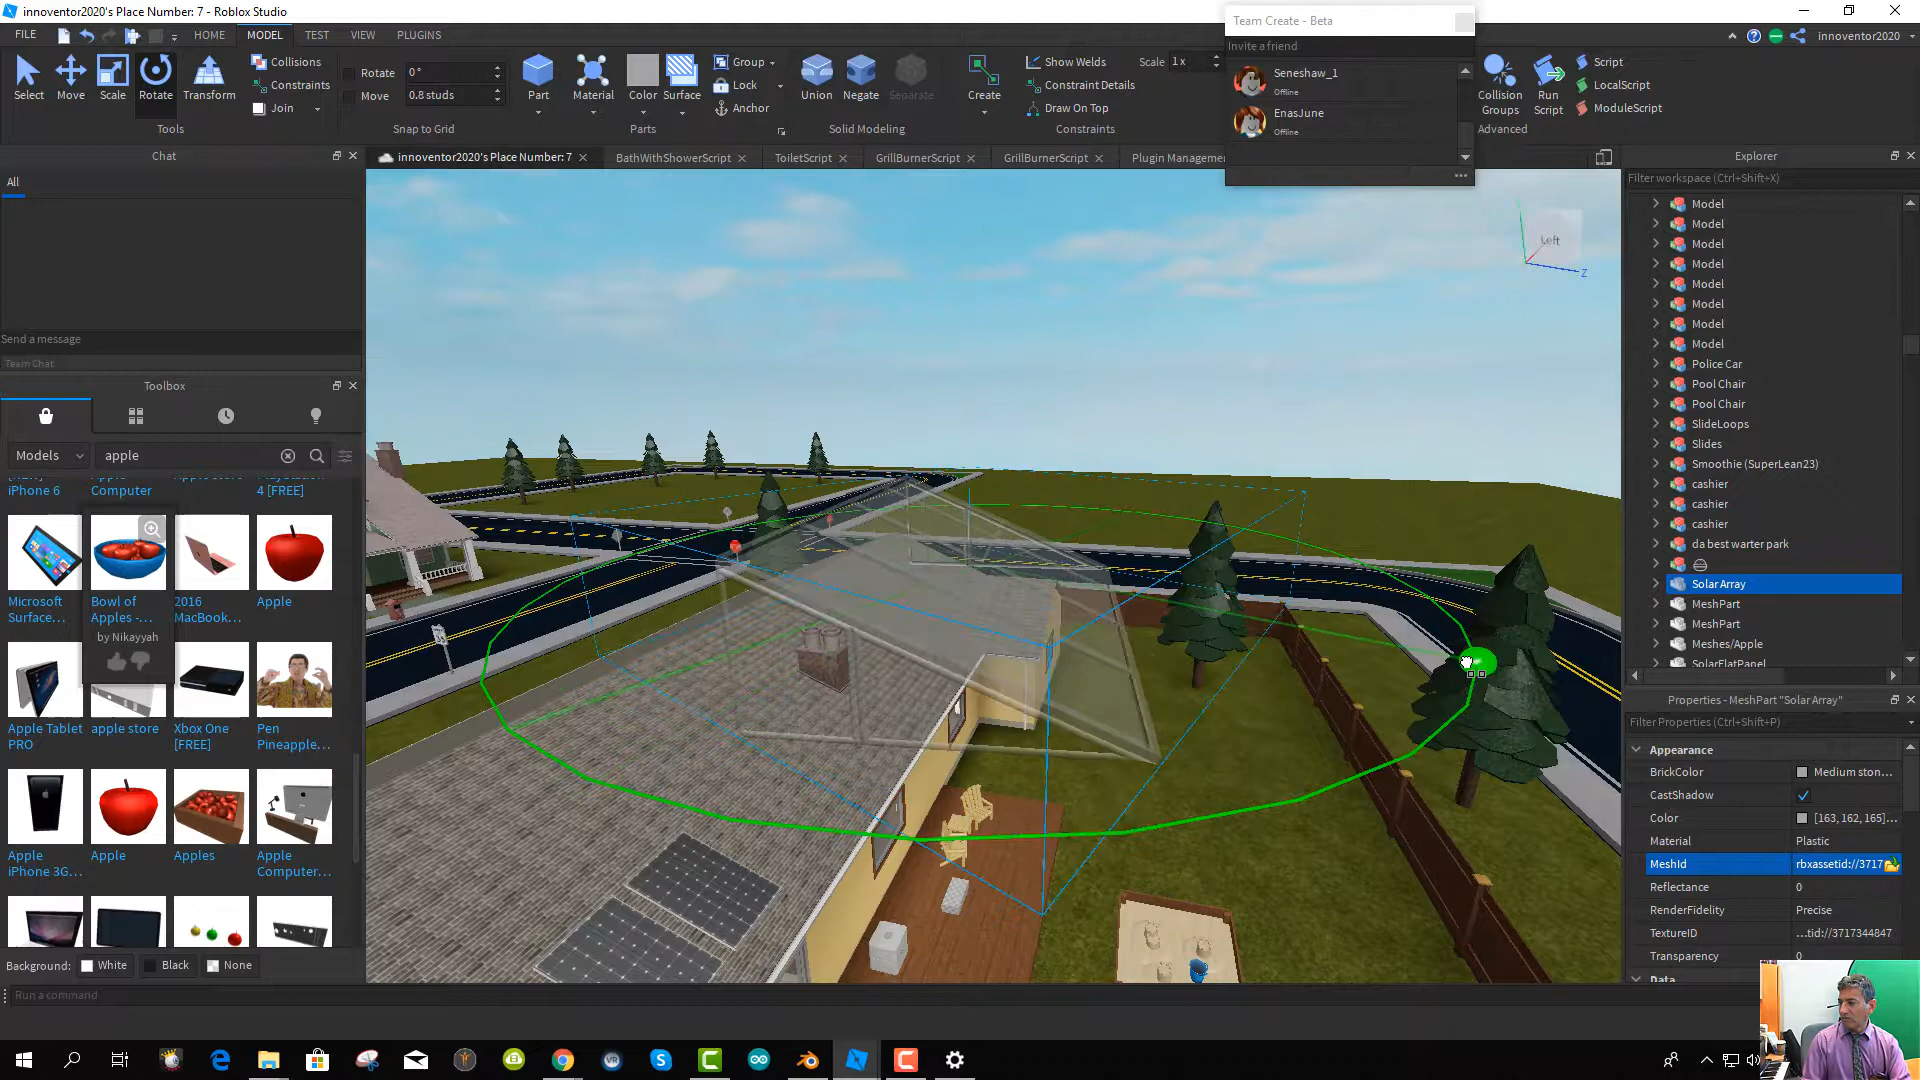 innoventor2020's Place Number: 7 - Roblox Studio
FILE
HOME
MODEL
TEST
VIEW
PLUGINS
innoventor2020
Select
Move
Scale
Rotate
Transform
Tools
Collisions
Constraints
Join
Rotate
0 °
Move
0.8 studs
Snap to Grid
Part
Material
Color
Surface
Parts
Group
Lock
Anchor
Union
Negate
Separate
Solid Modeling
Create
Show Welds
Scale
1 x
Constraint Details
Draw On Top
Constraints
Team Create - Beta
Invite a friend
Seneshaw_1
Offline
EnasJune
Offline
Collision Groups
Run Script
Script
LocalScript
ModuleScript
Advanced
Chat
All
Send a message
Team Chat
innoventor2020's Place Number: 7
BathWithShowerScript
ToiletScript
GrillBurnerScript
GrillBurnerScript
Plugin Manageme
Left
Z
Toolbox
Models
apple
iPhone 6
Computer
4 [FREE]
Microsoft Surface...
Bowl of Apples -...
by Nikayyah
2016 MacBook...
Apple
Apple Tablet PRO
apple store
Xbox One [FREE]
Pen Pineapple...
Apple iPhone 3G...
Apple
Apples
Apple Computer...
Background:
White
Black
None
Run a command
Explorer
Filter workspace (Ctrl+Shift+X)
Model
Model
Model
Model
Model
Model
Model
Model
Police Car
Pool Chair
Pool Chair
SlideLoops
Slides
Smoothie (SuperLean23)
cashier
cashier
cashier
da best warter park
Solar Array
MeshPart
MeshPart
Meshes/Apple
SolarFlatPanel
Properties - MeshPart "Solar Array"
Filter Properties (Ctrl+Shift+P)
Appearance
BrickColor
Medium ston...
CastShadow
Color
[163, 162, 165]...
Material
Plastic
MeshId
rbxassetid://3717
Reflectance
0
RenderFidelity
Precise
TextureID
...tid://3717344847
Transparency
0
Data